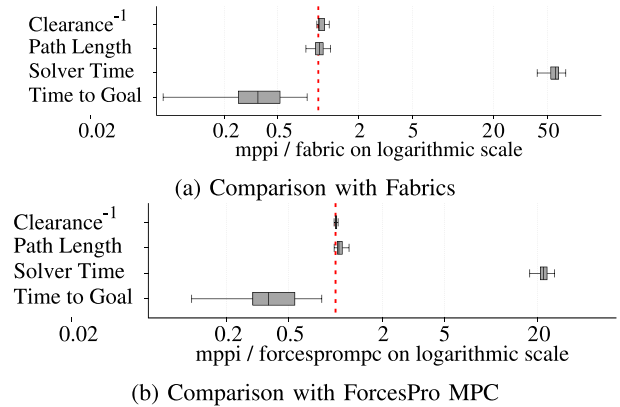 Clearance-1
Path Length
Solver Time
Time to Goal
0.02 0.2 0.5 2 5 20 50
mppi / fabric on logarithmic scale
(a) Comparison with Fabrics
Clearance-1
Path Length
Solver Time
Time to Goal
0.02 0.2 0.5 2 5 20
mppi / forcesprompc on logarithmic scale
(b) Comparison with ForcesPro MPC